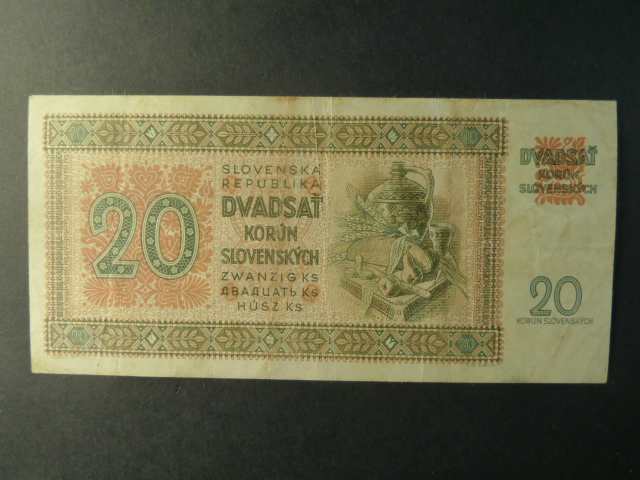 20
SLOVENSKÁ
REPUBLIKA
DVADSAŤ
KORÚN
SLOVENSKÝCH
ZWANZIG KS
ДВАДЦАТЬ KS
HÚSZ KS
DVADSAŤ
KORÚN
SLOVENSKÝCH
20
KORÚN SLOVENSKÝCH